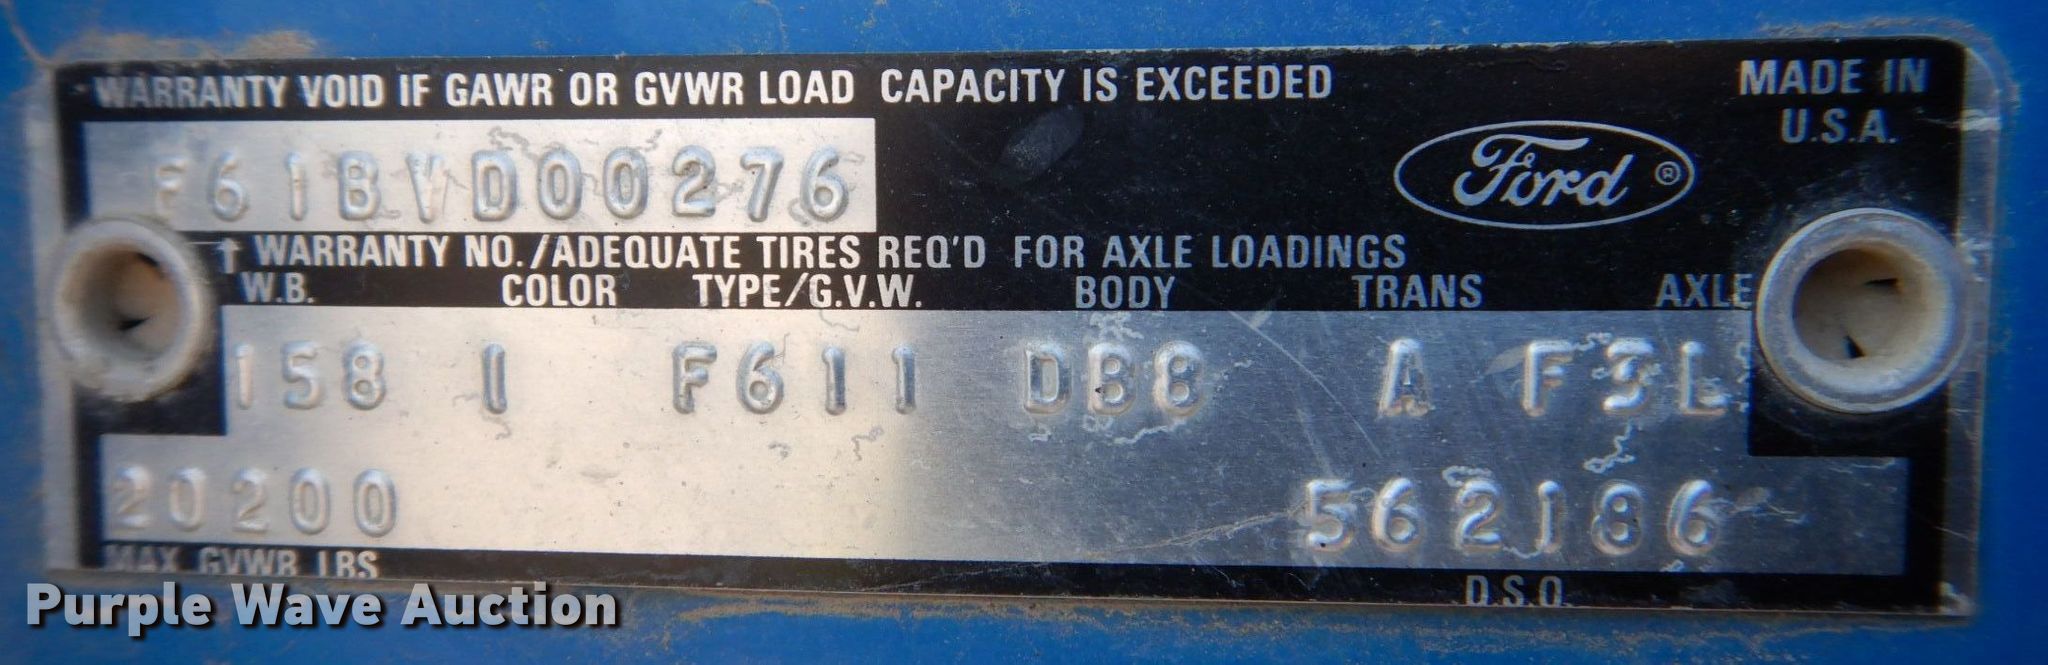 WARRANTY VOID IF GAWR OR GVWR LOAD CAPACITY IS EXCEEDED
MADE IN
U.S.A.
F61BVD00276
Ford ®
↑ WARRANTY NO./ADEQUATE TIRES REQ'D FOR AXLE LOADINGS
W.B. COLOR TYPE/G.V.W. BODY TRANS AXLE
158 1 F611 DB8 A F3L
20200 562186
MAX GVWR LBS D.S.O.
Purple Wave Auction